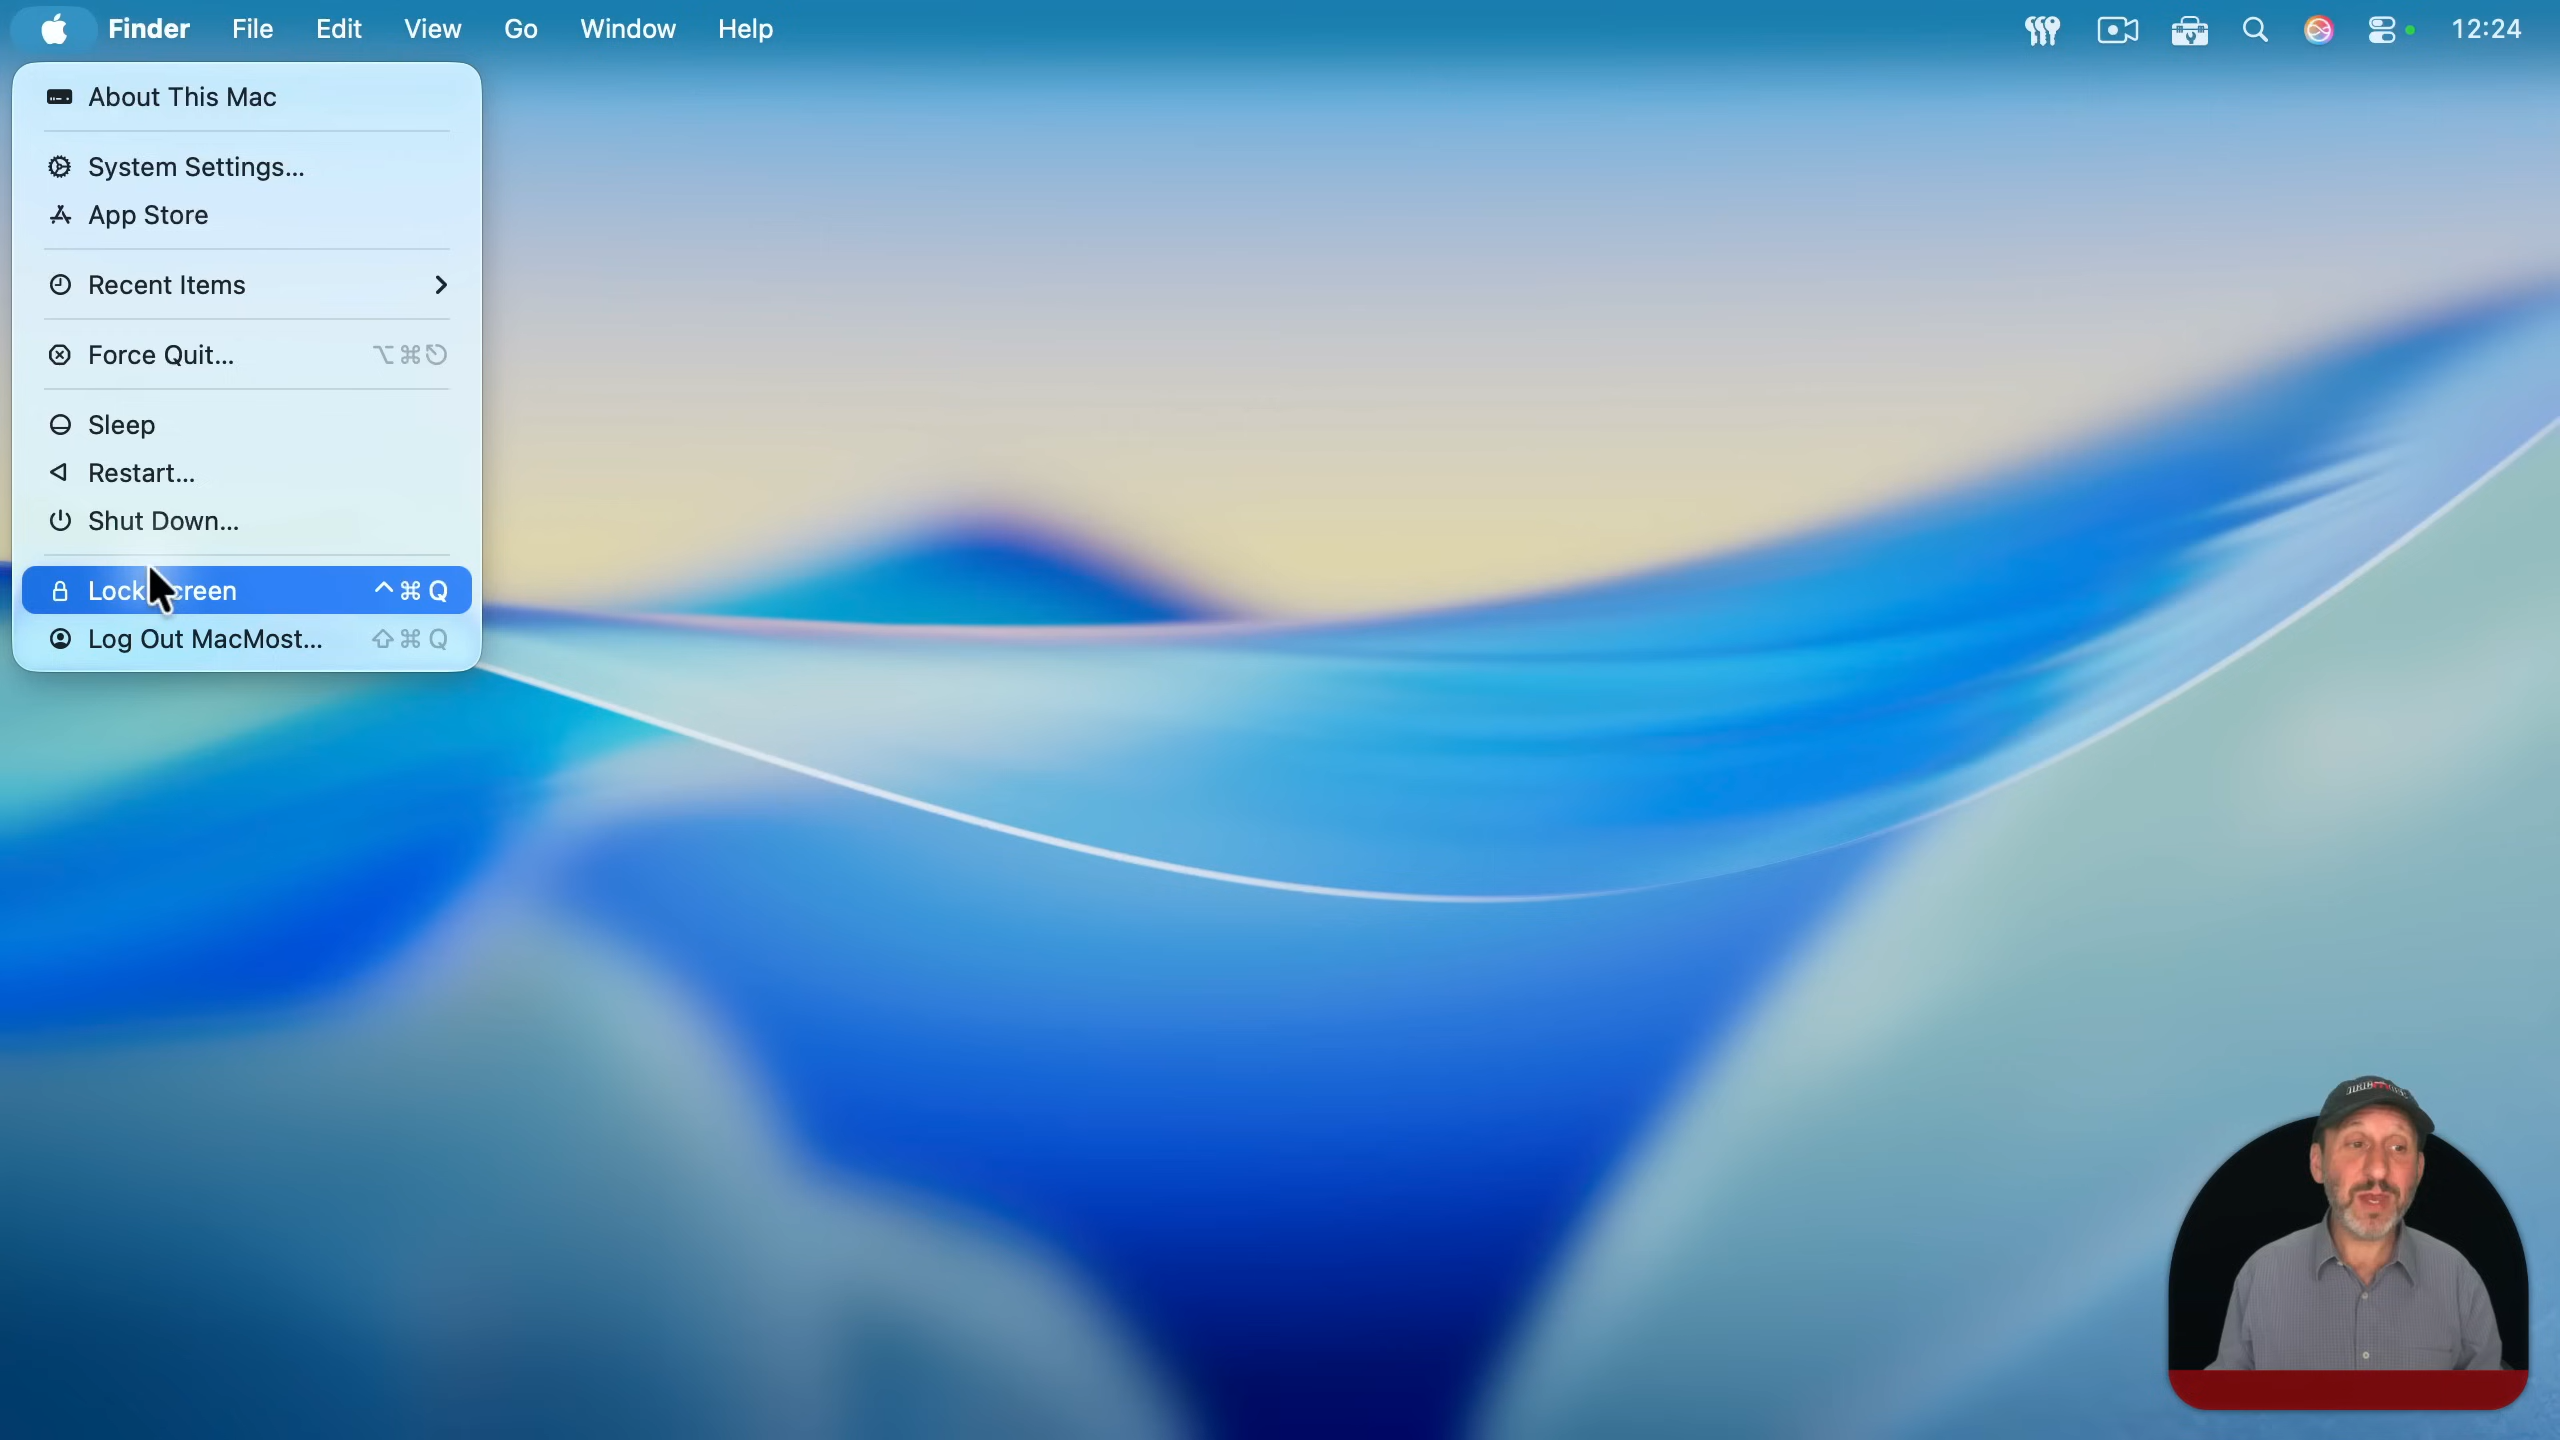 Finder File Edit View Go Window Help 12:24
About This Mac
System Settings...
App Store
Recent Items
Force Quit... ⌥⌘⎋
Sleep
Restart...
Shut Down...
Lock creen ^⌘Q
Log Out MacMost... ⇧⌘Q